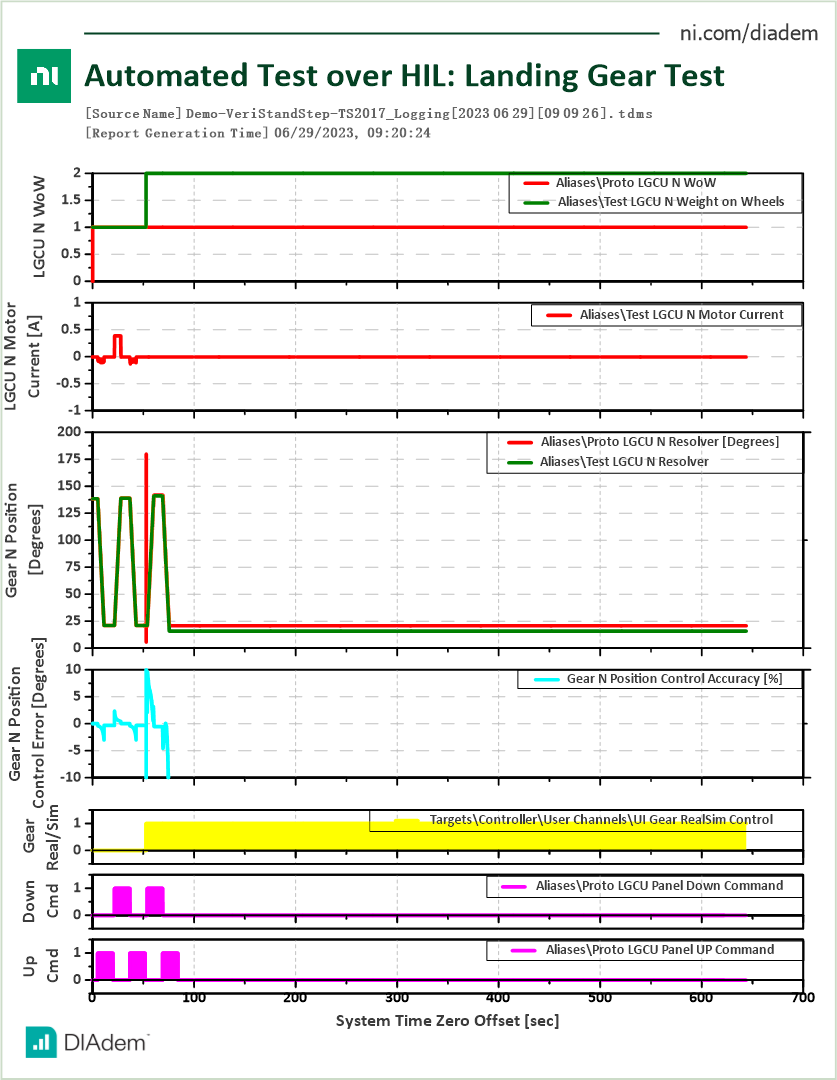 ni.com/diadem
ni
Automated Test over HIL: Landing Gear Test
[Source Name] Demo-VeriStandStep-TS2017_Logging[2023 06 29][09 09 26].tdms
[Report Generation Time] 06/29/2023, 09:20:24
LGCU N WoW
2
1.5
1
0.5
0
Aliases\Proto LGCU N WoW
Aliases\Test LGCU N Weight on Wheels
LGCU N Motor
Current [A]
1
0.5
0
-0.5
-1
Aliases\Test LGCU N Motor Current
Gear N Position
[Degrees]
200
175
150
125
100
75
50
25
0
Aliases\Proto LGCU N Resolver [Degrees]
Aliases\Test LGCU N Resolver
Gear N Position
Control Error [Degrees]
10
5
0
-5
-10
Gear N Position Control Accuracy [%]
Gear
Real/Sim
1
0
Targets\Controller\User Channels\UI Gear RealSim Control
Down
Cmd
1
0
Aliases\Proto LGCU Panel Down Command
Up
Cmd
1
0
Aliases\Proto LGCU Panel UP Command
0 100 200 300 400 500 600 700
System Time Zero Offset [sec]
DIAdem™